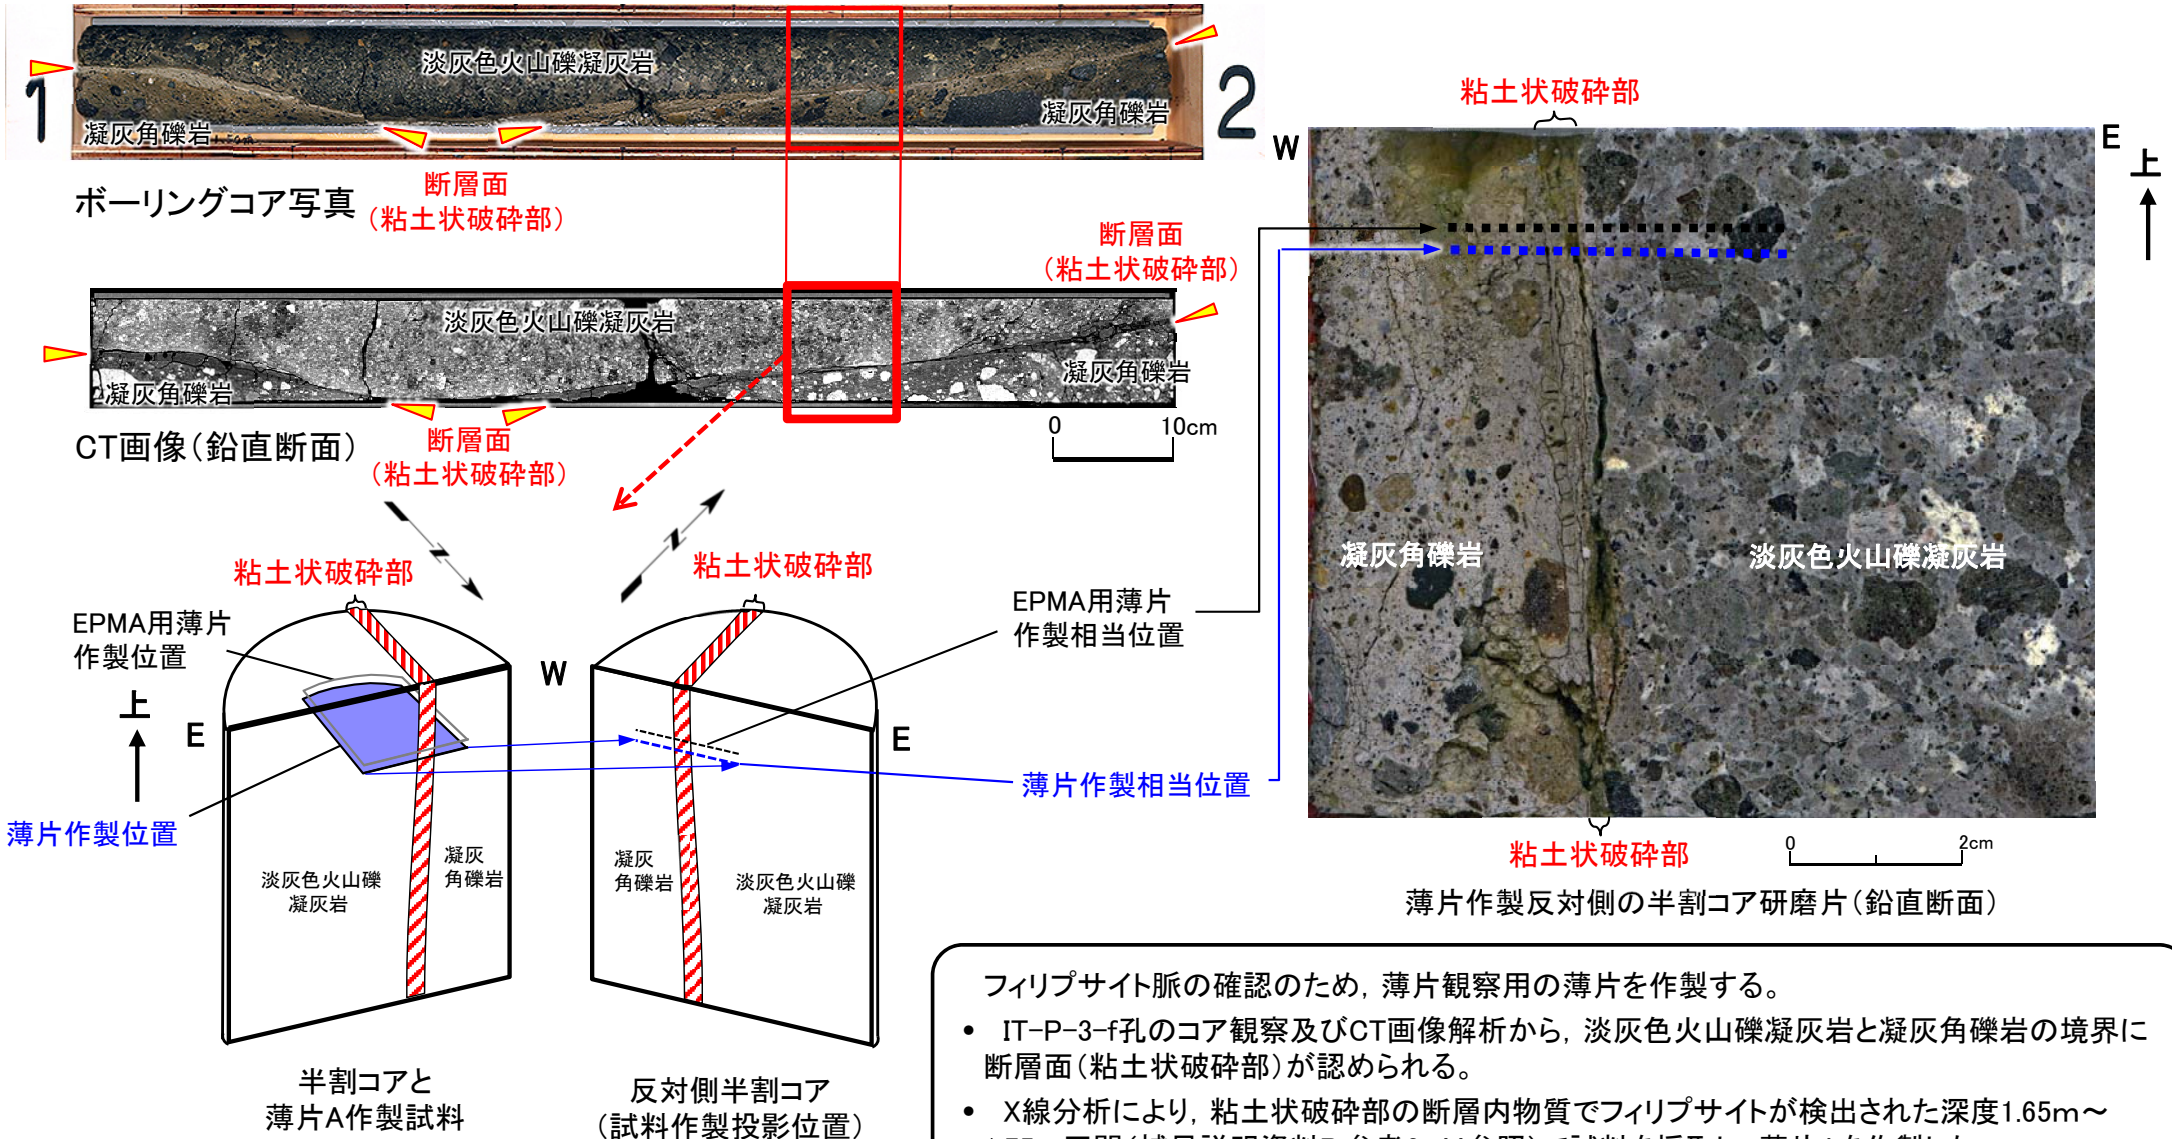 淡灰色火山礫凝灰岩
1
2
凝灰角礫岩
凝灰角礫岩
ボーリングコア写真
断層面
(粘土状破砕部)
断層面
(粘土状破砕部)
淡灰色火山礫凝灰岩
凝灰角礫岩
凝灰角礫岩
CT画像(鉛直断面)
断層面
(粘土状破砕部)
0 10cm
粘土状破砕部
W
E
上
凝灰角礫岩
淡灰色火山礫凝灰岩
粘土状破砕部
0 2cm
薄片作製反対側の半割コア研磨片(鉛直断面)
N
N
粘土状破砕部
粘土状破砕部
EPMA用薄片
作製位置
EPMA用薄片
作製相当位置
上
E
W
E
薄片作製位置
薄片作製相当位置
淡灰色火山礫
凝灰岩
凝灰
角礫岩
凝灰
角礫岩
淡灰色火山礫
凝灰岩
半割コアと
薄片A作製試料
反対側半割コア
(試料作製投影位置)
フィリプサイト脈の確認のため，薄片観察用の薄片を作製する。
• IT-P-3-f孔のコア観察及びCT画像解析から，淡灰色火山礫凝灰岩と凝灰角礫岩の境界に
断層面(粘土状破砕部)が認められる。
• X線分析により，粘土状破砕部の断層内物質でフィリプサイトが検出された深度1.65m～